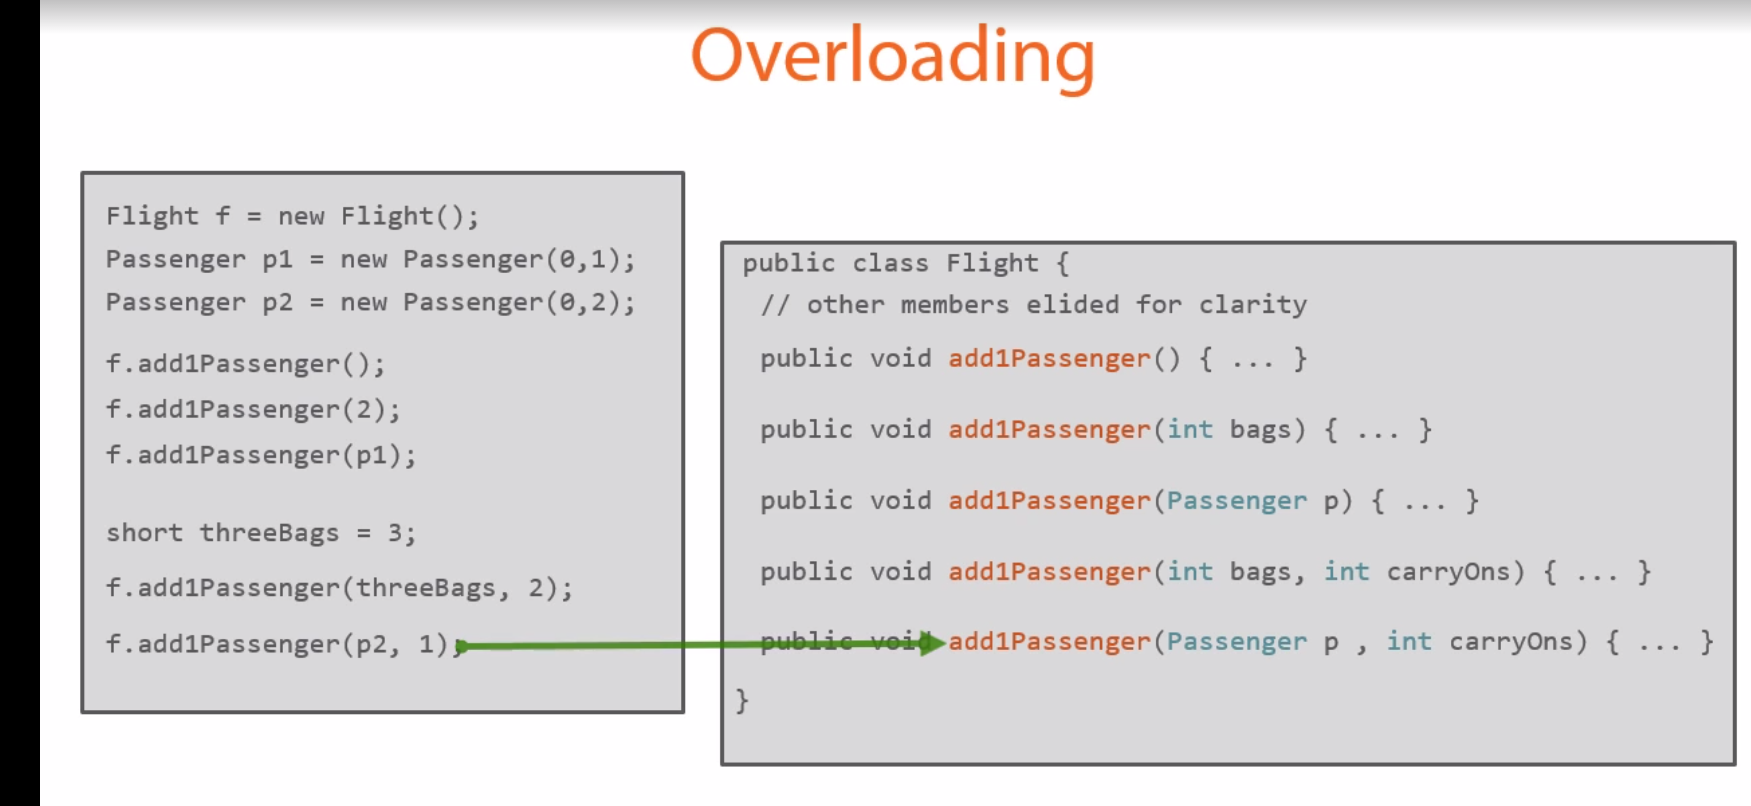 Overloading
Flight f = new Flight();
Passenger p1 = new Passenger(0,1);
Passenger p2 = new Passenger(0,2);
f.add1Passenger();
f.add1Passenger(2);
f.add1Passenger(p1);
short threeBags = 3;
f.add1Passenger(threeBags, 2);
f.add1Passenger(p2, 1);
public class Flight {
// other members elided for clarity
public void add1Passenger() { ... }
public void add1Passenger(int bags) { ... }
public void add1Passenger(Passenger p) { ... }
public void add1Passenger(int bags, int carryOns) { ... }
public void add1Passenger(Passenger p , int carryOns) { ... }
}